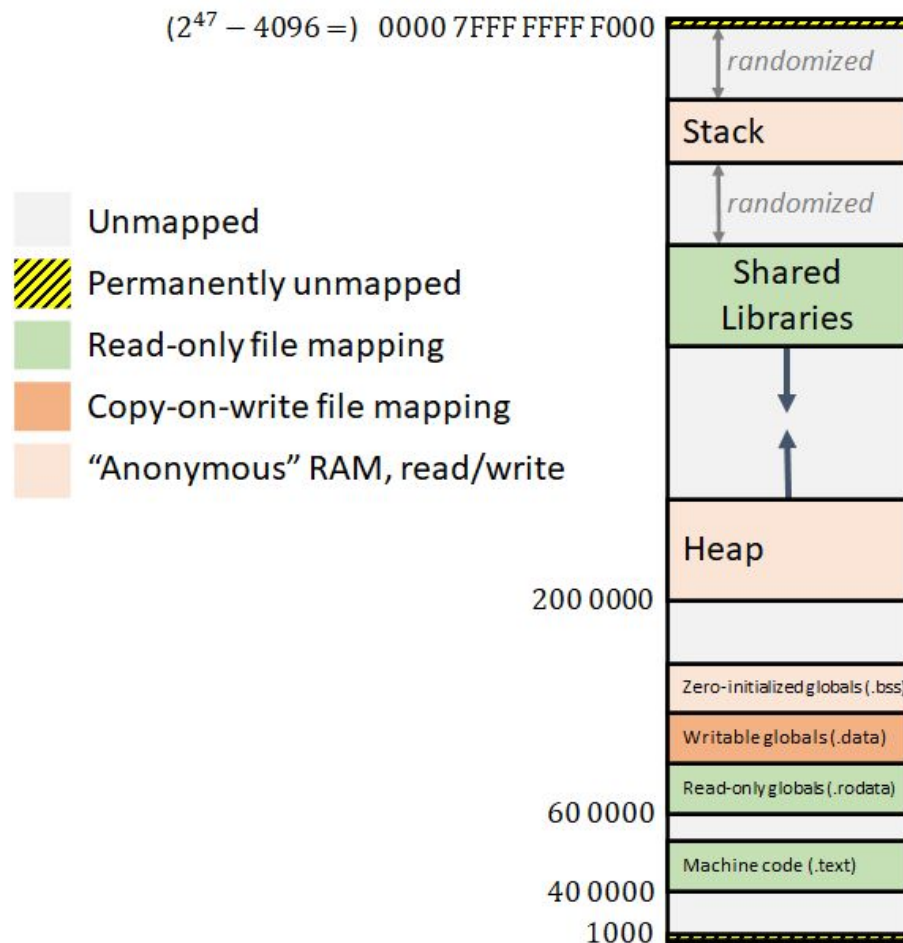 (2⁴⁷ − 4096 =) 0000 7FFF FFFF F000
randomized
Stack
randomized
Unmapped
Permanently unmapped
Read-only file mapping
Copy-on-write file mapping
“Anonymous” RAM, read/write
Shared
Libraries
Heap
200 0000
Zero-initialized globals (.bss)
Writable globals (.data)
Read-only globals (.rodata)
60 0000
Machine code (.text)
40 0000
1000